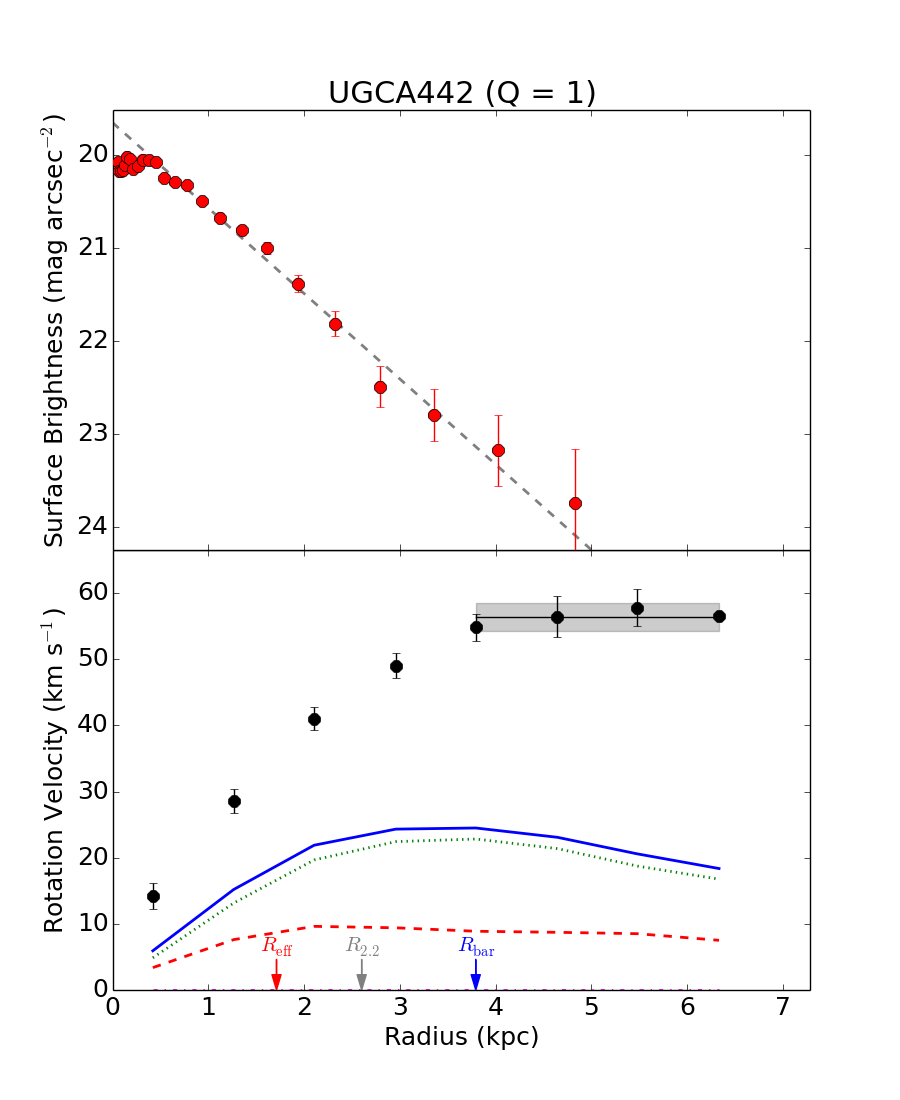 UGCA442 (Q = 1)
Surface Brightness (mag arcsec⁻²)
20
21
22
23
24
Rotation Velocity (km s⁻¹)
60
50
40
30
20
10
0
R_eff R_2.2 R_bar
0 1 2 3 4 5 6 7
Radius (kpc)